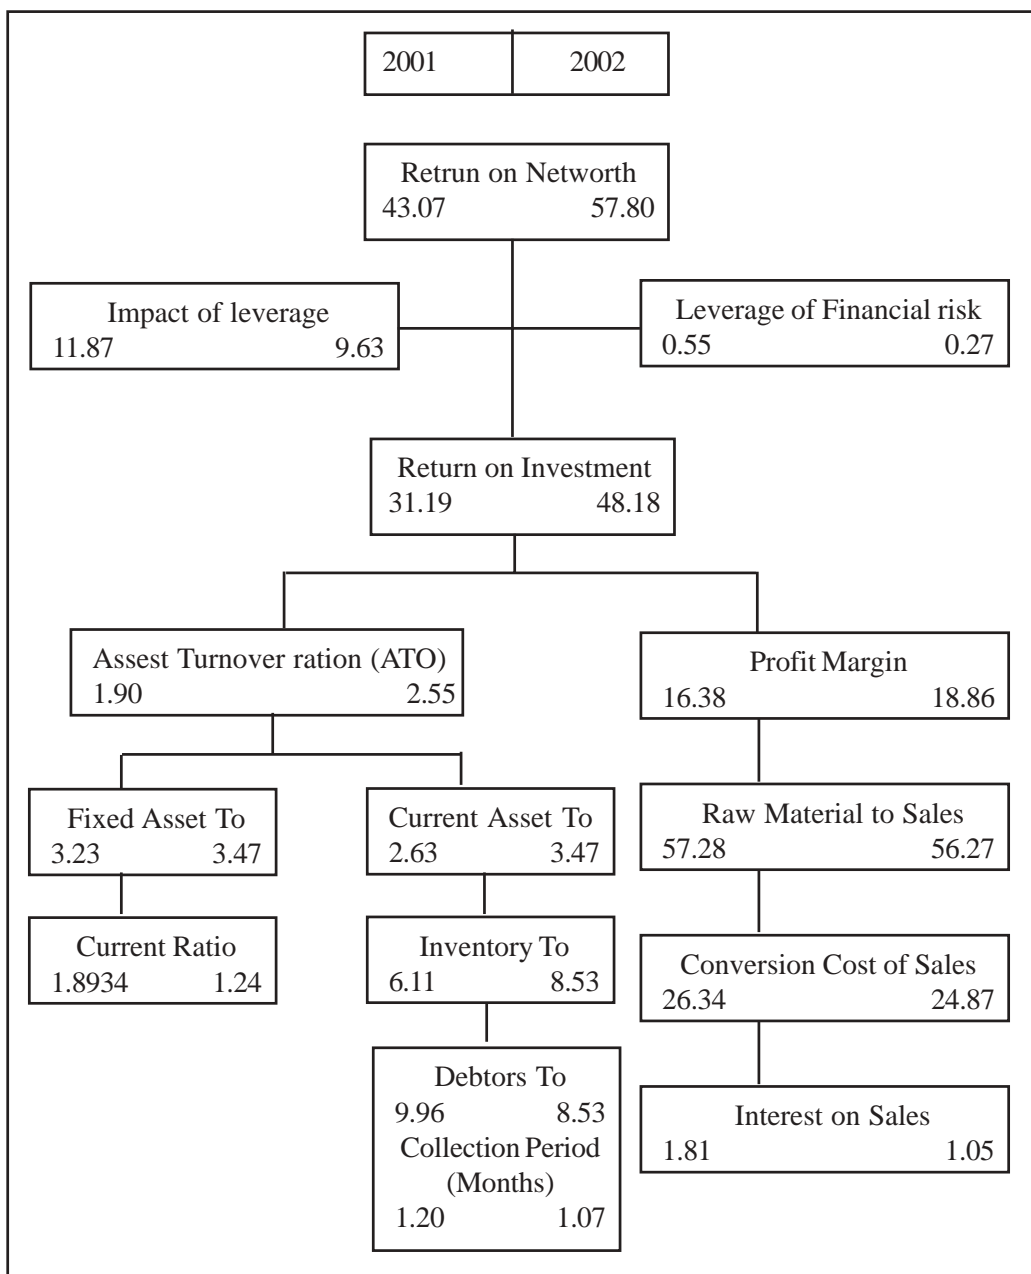 2001 2002
Retrun on Networth
43.07 57.80
Impact of leverage
11.87 9.63
Leverage of Financial risk
0.55 0.27
Return on Investment
31.19 48.18
Assest Turnover ration (ATO)
1.90 2.55
Profit Margin
16.38 18.86
Fixed Asset To
3.23 3.47
Current Asset To
2.63 3.47
Raw Material to Sales
57.28 56.27
Current Ratio
1.8934 1.24
Inventory To
6.11 8.53
Conversion Cost of Sales
26.34 24.87
Debtors To
9.96 8.53
Collection Period
(Months)
1.20 1.07
Interest on Sales
1.81 1.05